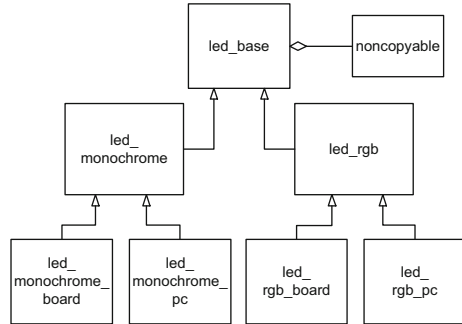 led_base
noncopyable
led_
monochrome
led_rgb
led_
monochrome_
board
led_
monochrome_
pc
led_
rgb_board
led_
rgb_pc